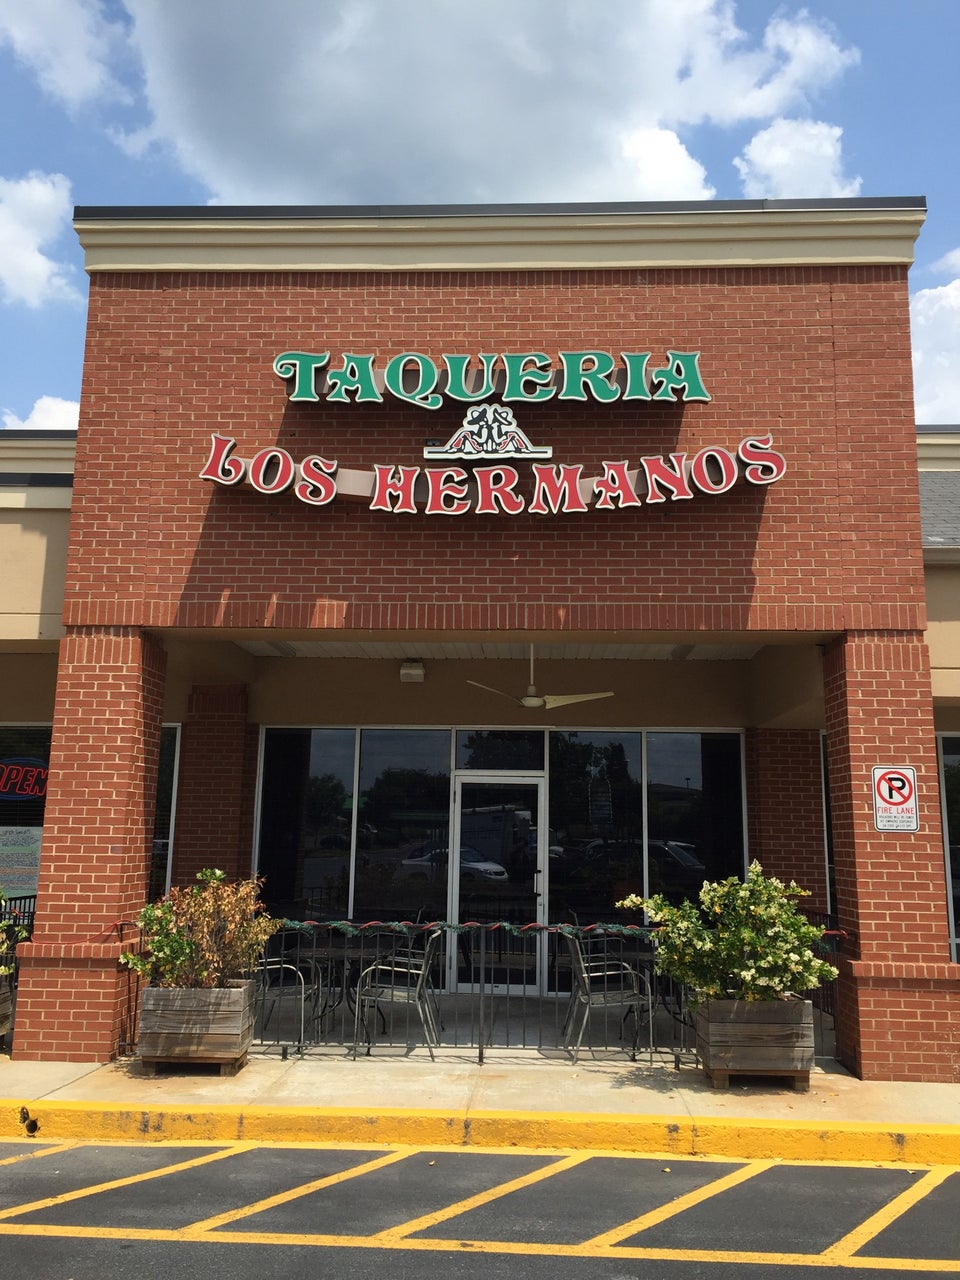 TAQUERIA
LOS HERMANOS
OPEN
P
FIRE LANE